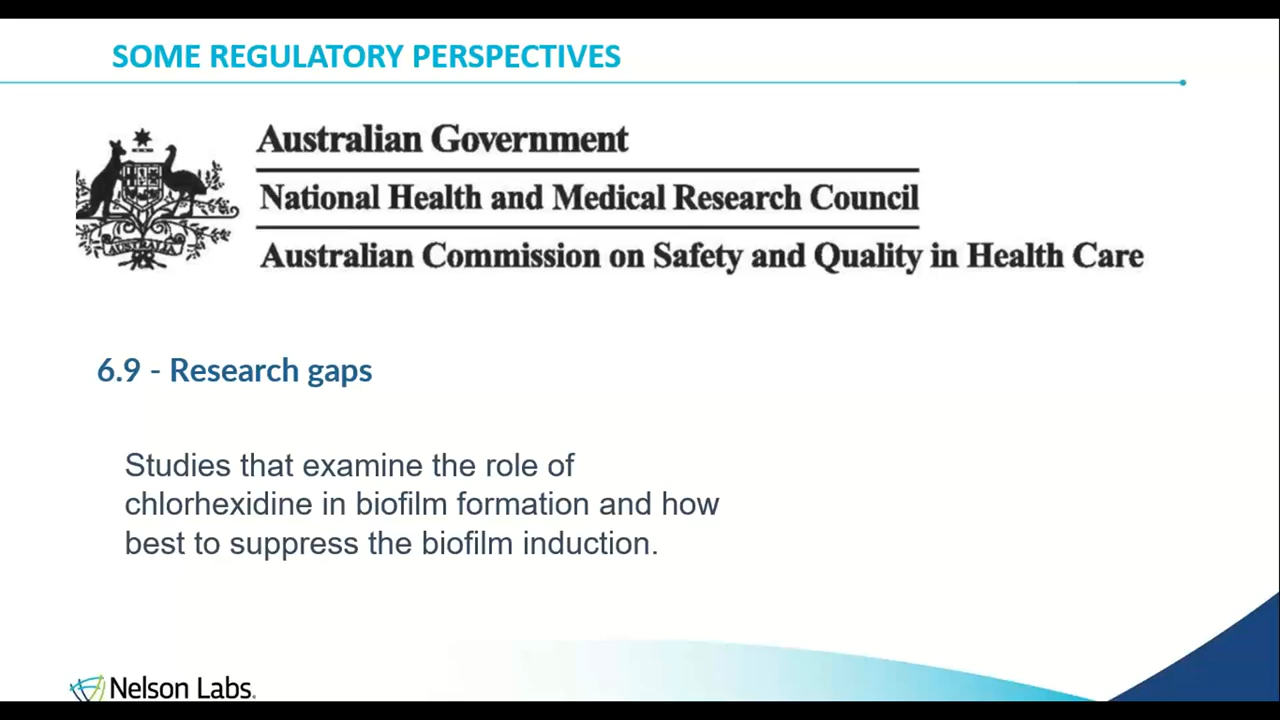 SOME REGULATORY PERSPECTIVES
Australian Government
National Health and Medical Research Council
Australian Commission on Safety and Quality in Health Care
AUSTRALIA
6.9 - Research gaps
Studies that examine the role of
chlorhexidine in biofilm formation and how
best to suppress the biofilm induction.
Nelson Labs.